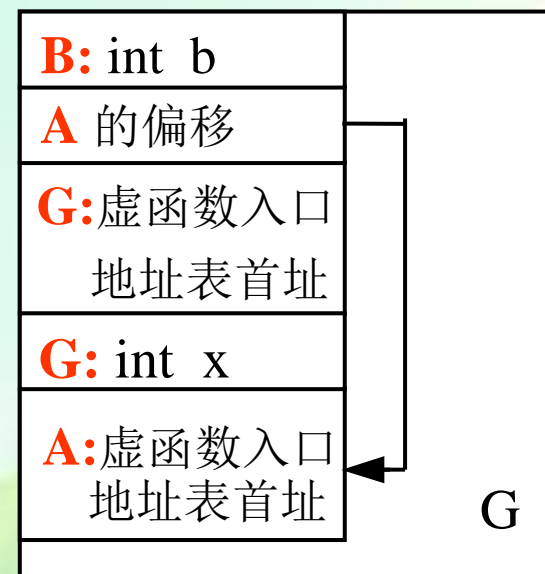 B: int b
A 的偏移
G:虚函数入口
地址表首址
G: int x
A:虚函数入口
地址表首址
G